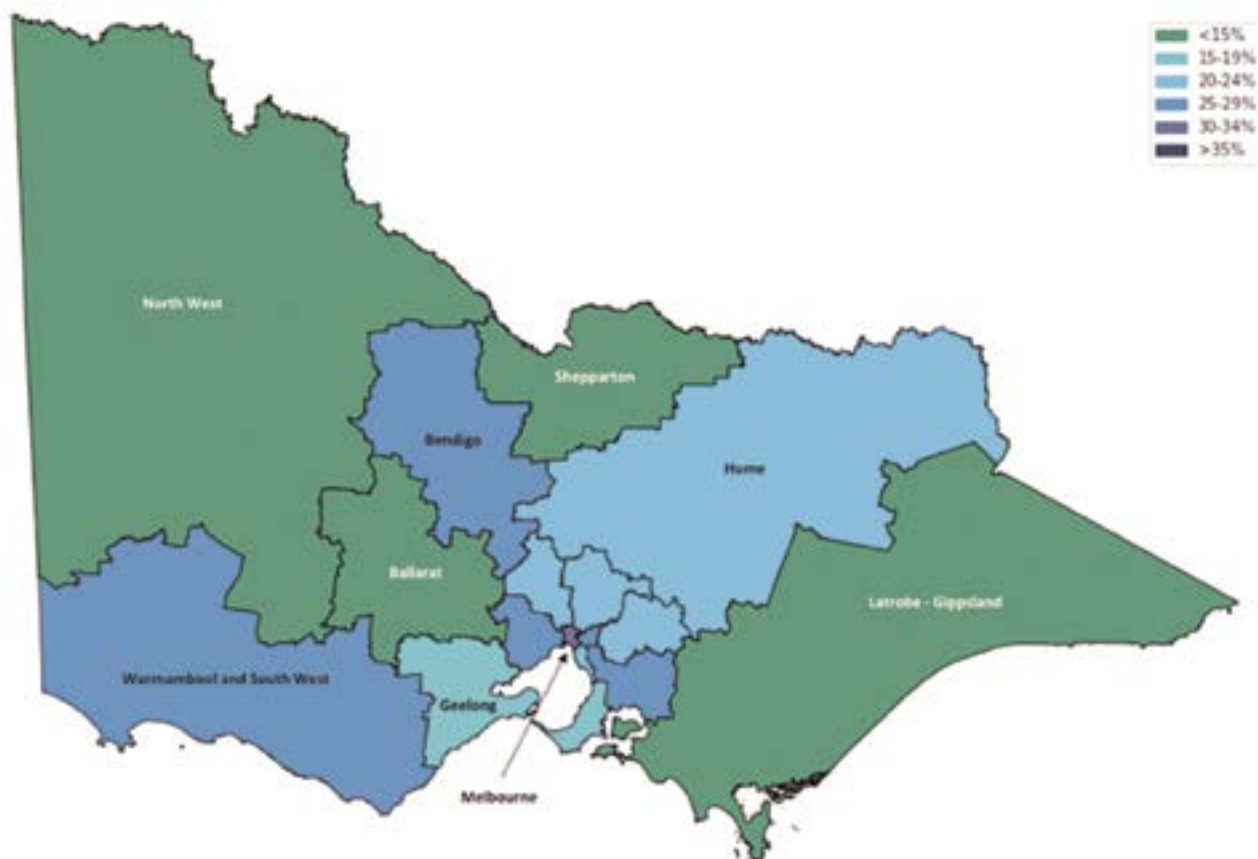 <15%
15-19%
20-24%
25-29%
30-34%
>35%
North West
Shepparton
Bendigo
Hume
Ballarat
Latrobe - Gippsland
Warrnambool and South West
Geelong
Melbourne